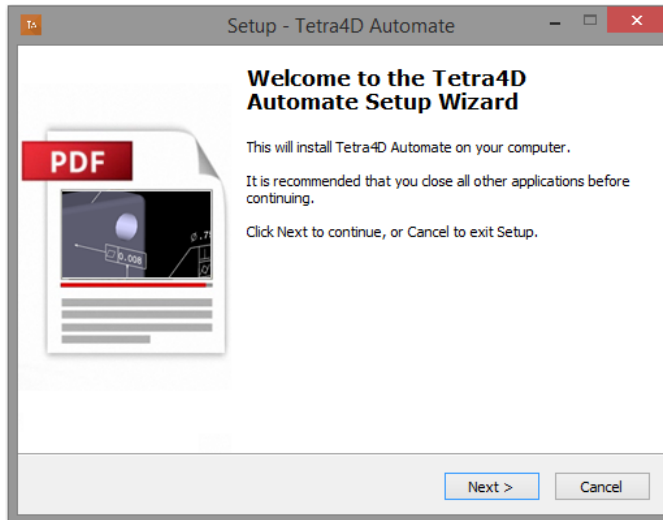 TA
Setup - Tetra4D Automate
Welcome to the Tetra4D
Automate Setup Wizard
This will install Tetra4D Automate on your computer.
It is recommended that you close all other applications before
continuing.
Click Next to continue, or Cancel to exit Setup.
PDF
0.008
Ø.75
Next >
Cancel